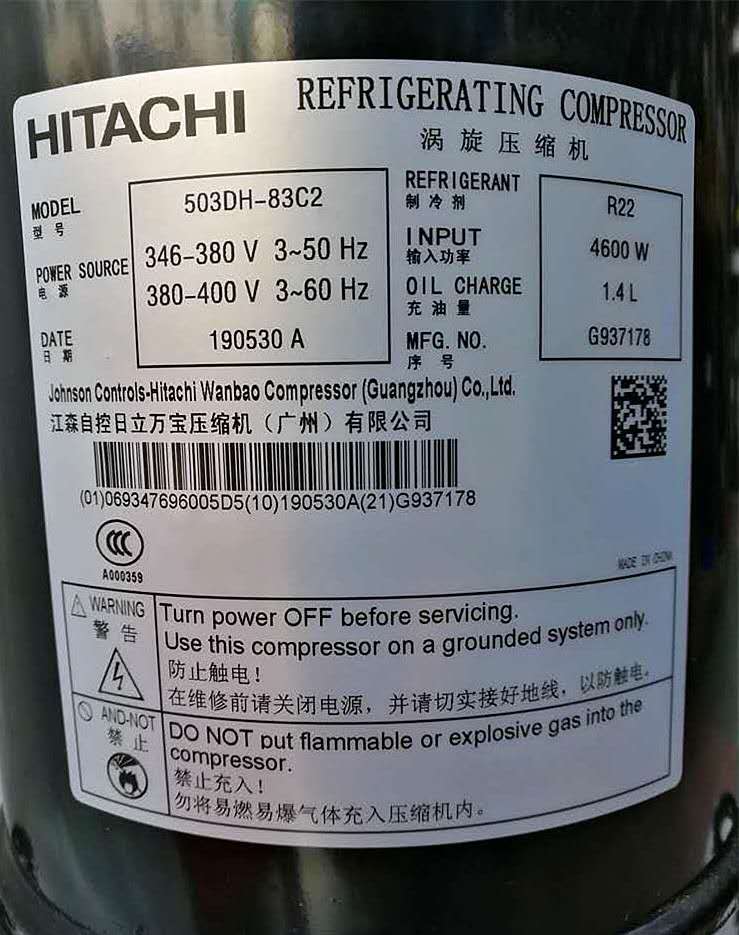 HITACHI REFRIGERATING COMPRESSOR
涡旋压缩机
MODEL 503DH-83C2
型号
POWER SOURCE 346-380 V 3~50 Hz
电源 380-400 V 3~60 Hz
DATE 190530 A
日期
REFRIGERANT R22
制冷剂
INPUT 4600 W
输入功率
OIL CHARGE 1.4 L
充油量
MFG. NO. G937178
序号
Johnson Controls-Hitachi Wanbao Compressor (Guangzhou) Co.,Ltd.
江森自控日立万宝压缩机（广州）有限公司
(01)069347696005D5(10)190530A(21)G937178
CCC
A000359
MADE IN CHINA
WARNING
警告
Turn power OFF before servicing.
Use this compressor on a grounded system only.
防止触电！
在维修前请关闭电源，并请切实接好地线，以防触电。
AND-NOT
禁止
DO NOT put flammable or explosive gas into the
compressor.
禁止充入！
勿将易燃易爆气体充入压缩机内。